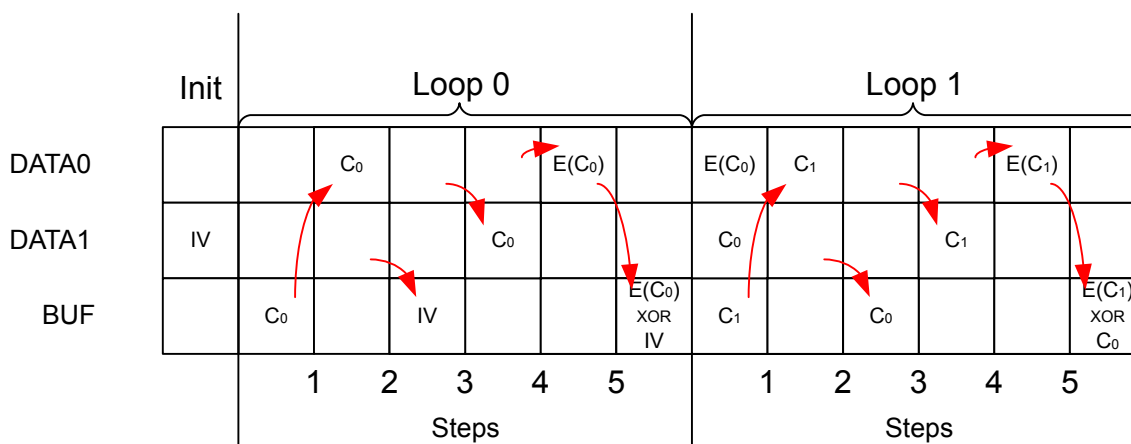 Init Loop 0 Loop 1
DATA0 C₀ E(C₀) E(C₀) C₁ E(C₁)
DATA1 IV C₀ C₀ C₁
BUF C₀ IV E(C₀) XOR IV C₁ C₀ E(C₁) XOR C₀
1 2 3 4 5 1 2 3 4 5
Steps Steps